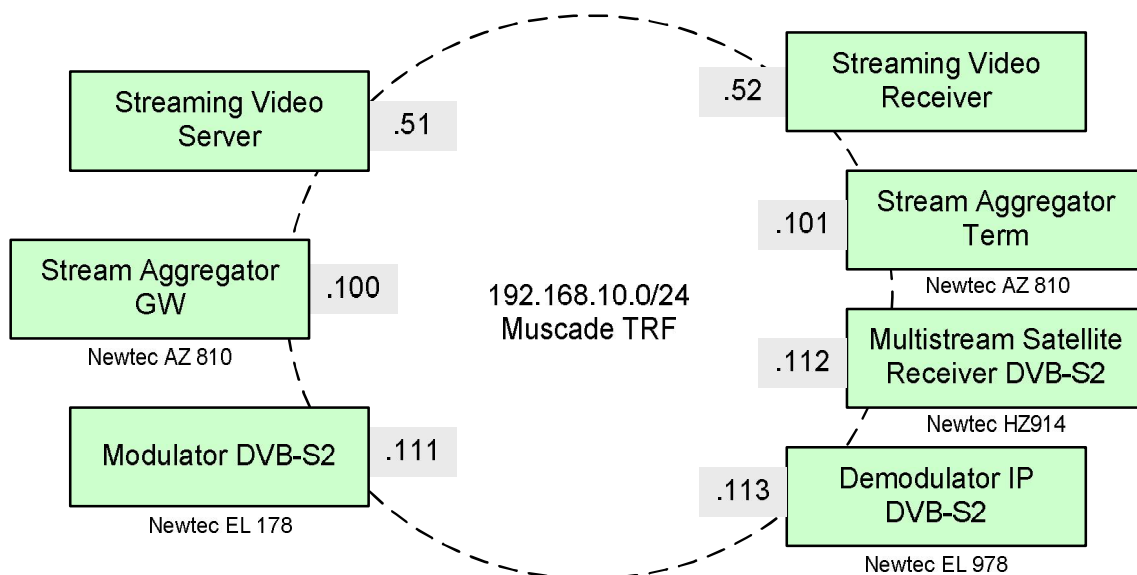 Streaming Video
Server
.51
Stream Aggregator
GW
.100
Newtec AZ 810
Modulator DVB-S2
.111
Newtec EL 178
192.168.10.0/24
Muscade TRF
Streaming Video
Receiver
.52
Stream Aggregator
Term
.101
Newtec AZ 810
Multistream Satellite
Receiver DVB-S2
.112
Newtec HZ914
Demodulator IP
DVB-S2
.113
Newtec EL 978